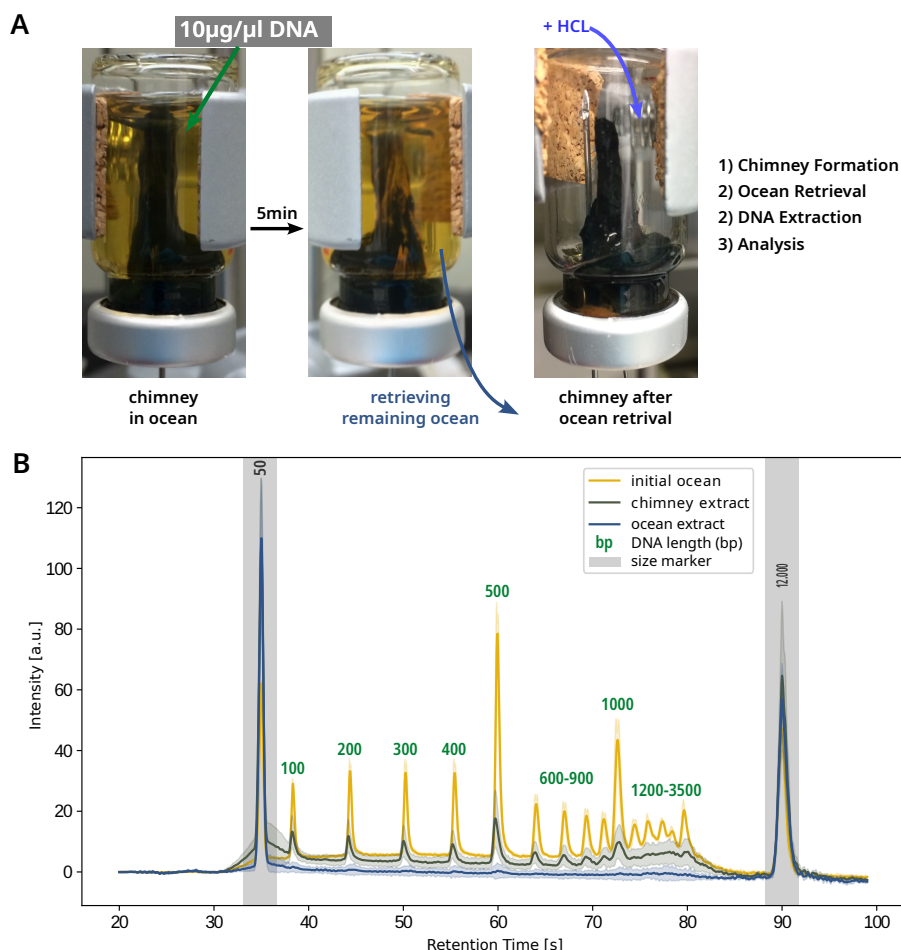 A
10μg/μl DNA
+ HCL
5min
1) Chimney Formation
2) Ocean Retrieval
2) DNA Extraction
3) Analysis
chimney
in ocean
retrieving
remaining ocean
chimney after
ocean retrival
B
50
initial ocean
chimney extract
ocean extract
bp DNA length (bp)
size marker
12.000
500
1000
100
200
300
400
600-900
1200-3500
Intensity [a.u.]
120
100
80
60
40
20
0
20 30 40 50 60 70 80 90 100
Retention Time [s]